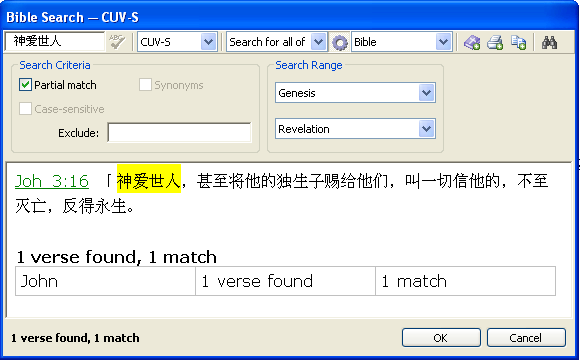 Bible Search — CUV-S
神爱世人 ABC CUV-S Search for all of Bible
Search Criteria Search Range
Partial match Synonyms Genesis
Case-sensitive
Exclude: Revelation
Joh 3:16 「神爱世人，甚至将他的独生子赐给他们，叫一切信他的，不至
灭亡，反得永生。
1 verse found, 1 match
John 1 verse found 1 match
1 verse found, 1 match OK Cancel